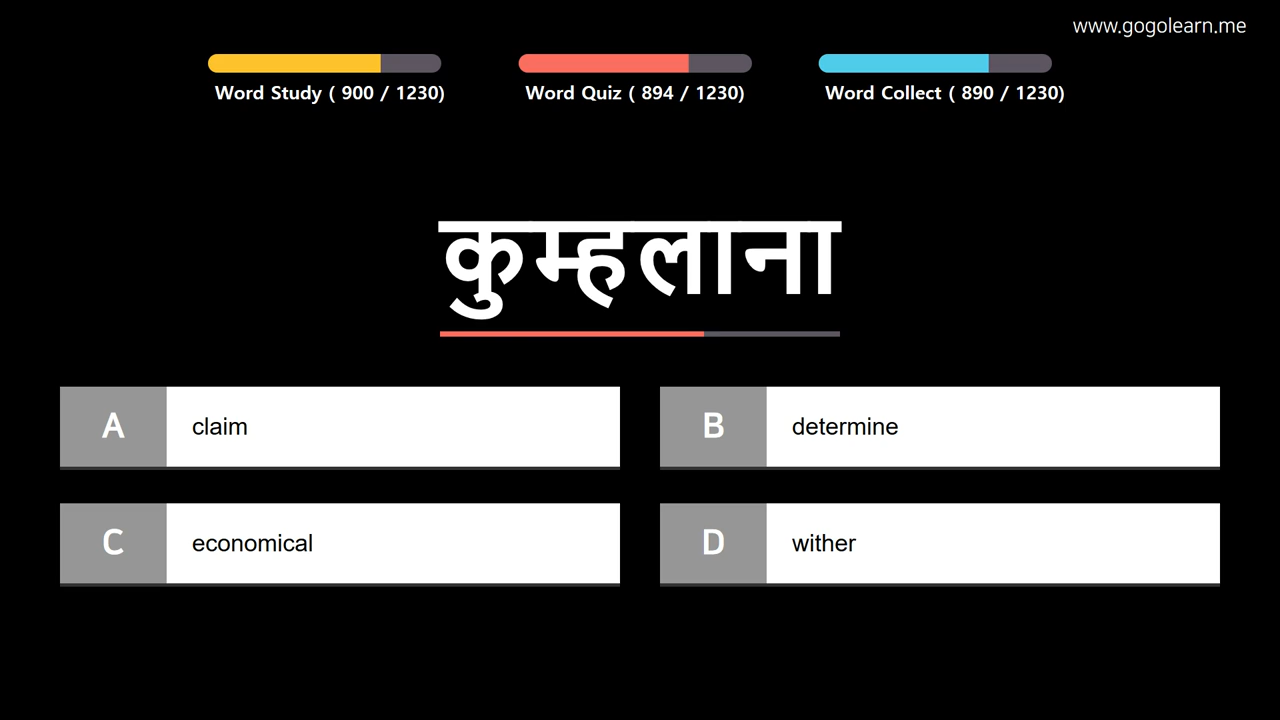 www.gogolearn.me
Word Study ( 900 / 1230)
Word Quiz ( 894 / 1230)
Word Collect ( 890 / 1230)
कुम्हलाना
A claim
B determine
C economical
D wither